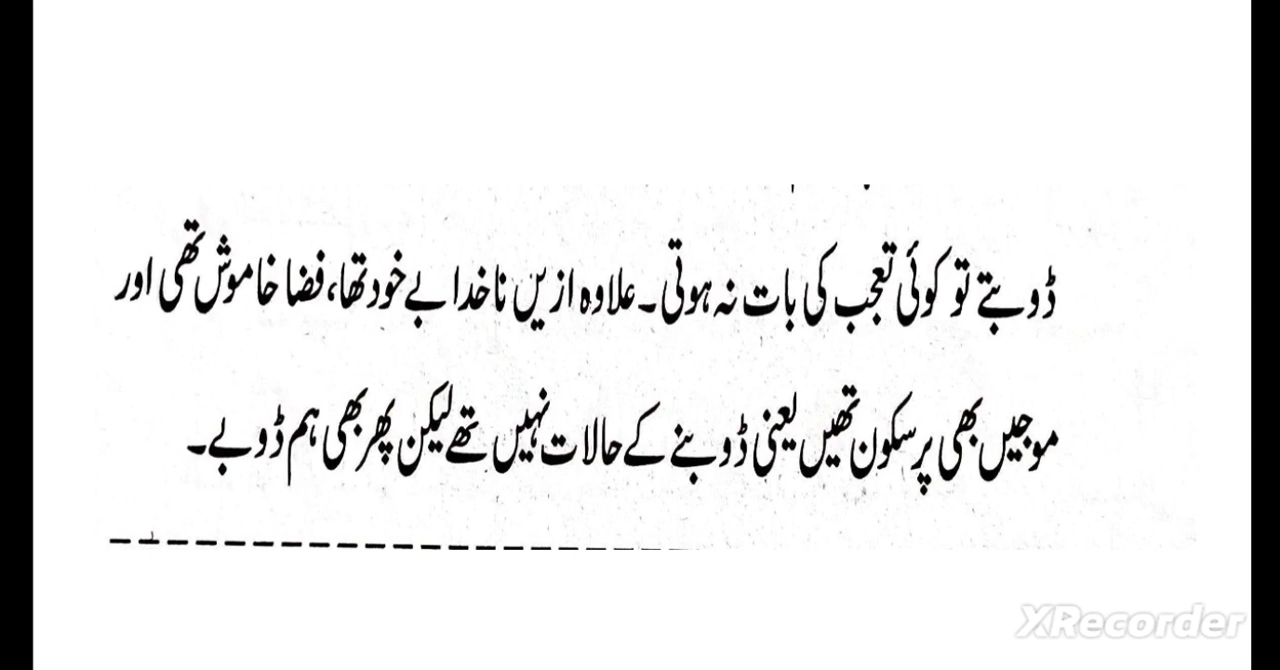 ڈوبتے تو کوئی تعجب کی بات نہ ہوتی۔ علاوہ ازیں ناخدا بے خود تھا، فضا خاموش تھی اور
موجیں بھی پرسکون تھیں یعنی ڈوبنے کے حالات نہیں تھے لیکن پھر بھی ہم ڈوبے۔
XRecorder